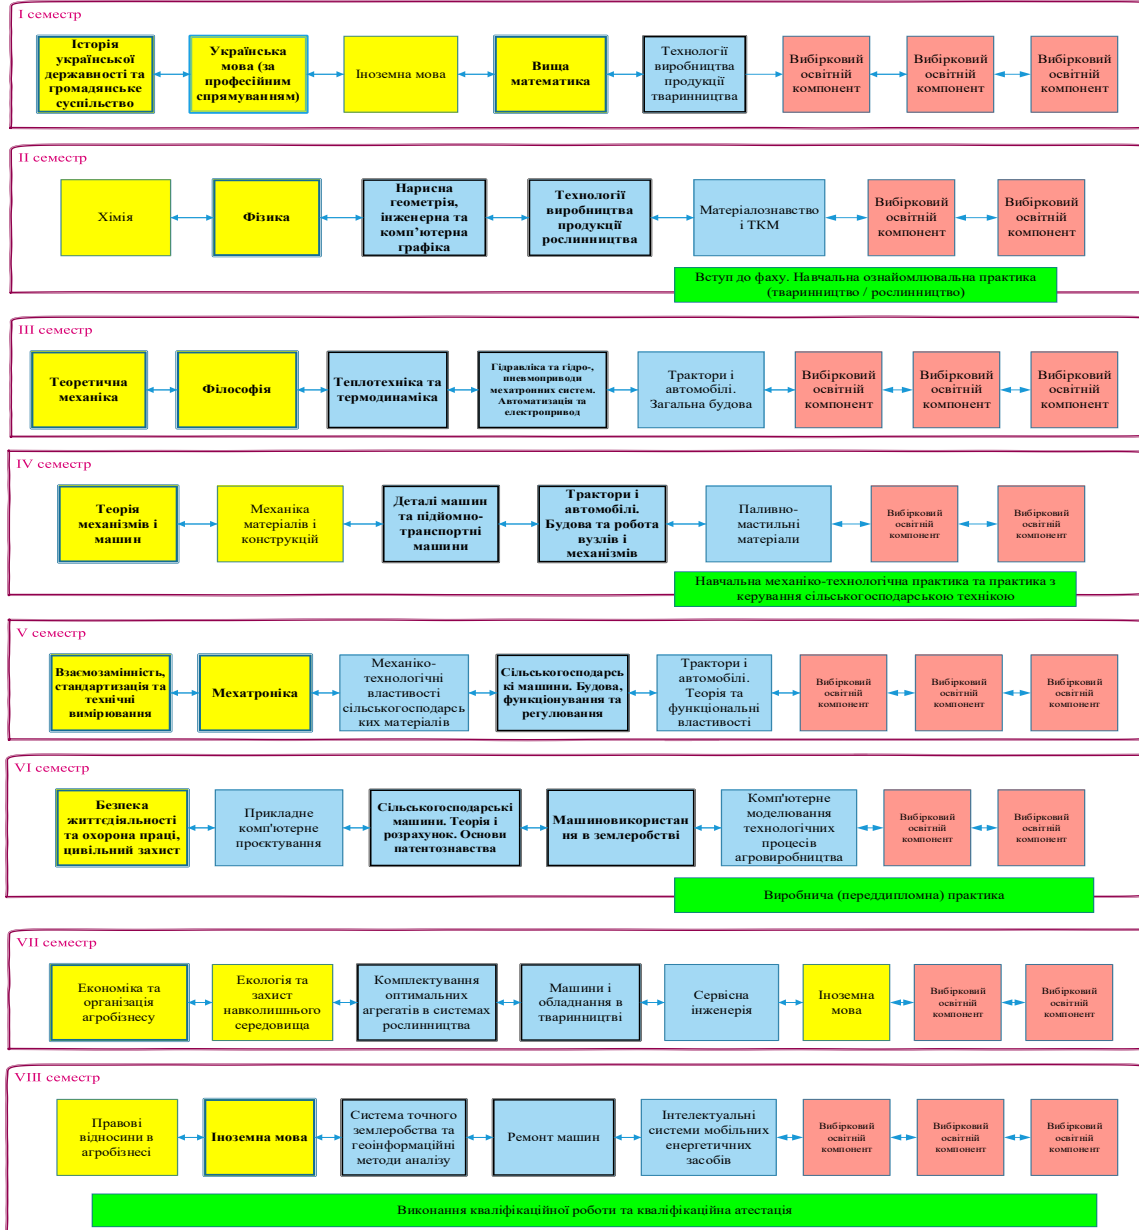 I семестр
Історія
української
державності та
громадянське
суспільство
Українська
мова (за
професійним
спрямуванням)
Іноземна мова
Вища
математика
Технології
виробництва
продукції
тваринництва
Вибірковий
освітній
компонент
Вибірковий
освітній
компонент
Вибірковий
освітній
компонент
II семестр
Хімія
Фізика
Нарисна
геометрія,
інженерна та
комп’ютерна
графіка
Технології
виробництва
продукції
рослинництва
Матеріалознавство
і ТКМ
Вибірковий
освітній
компонент
Вибірковий
освітній
компонент
Вступ до фаху. Навчальна ознайомлювальна практика
(тваринництво / рослинництво)
III семестр
Теоретична
механіка
Філософія
Теплотехніка та
термодинаміка
Гідравліка та гідро-,
пневмоприводи
мехатронних систем.
Автоматизація та
електропривод
Трактори і
автомобілі.
Загальна будова
Вибірковий
освітній
компонент
Вибірковий
освітній
компонент
Вибірковий
освітній
компонент
IV семестр
Теорія
механізмів і
машин
Механіка
матеріалів і
конструкцій
Деталі машин
та підйомно-
транспортні
машини
Трактори і
автомобілі.
Будова та робота
вузлів і
механізмів
Паливно-
мастильні
матеріали
Вибірковий
освітній
компонент
Вибірковий
освітній
компонент
Навчальна механіко-технологічна практика та практика з
керування сільськогосподарською технікою
V семестр
Взаємозамінність,
стандартизація та
технічні
вимірювання
Мехатроніка
Механіко-
технологічні
властивості
сільськогосподарсь
ких матеріалів
Сільськогосподарсь
кі машини. Будова,
функціонування та
регулювання
Трактори і
автомобілі.
Теорія та
функціональні
властивості
Вибірковий
освітній
компонент
Вибірковий
освітній
компонент
Вибірковий
освітній
компонент
VI семестр
Безпека
життєдіяльності
та охорона праці,
цивільний захист
Прикладне
комп'ютерне
проєктування
Сільськогосподарські
машини. Теорія і
розрахунок. Основи
патентознавства
Машиновикористан
ня в землеробстві
Комп'ютерне
моделювання
технологічних
процесів
агровиробництва
Вибірковий
освітній
компонент
Вибірковий
освітній
компонент
Виробнича (переддипломна) практика
VII семестр
Економіка та
організація
агробізнесу
Екологія та
захист
навколишнього
середовища
Комплектування
оптимальних
агрегатів в системах
рослинництва
Машини і
обладнання в
тваринництві
Сервісна
інженерія
Іноземна
мова
Вибірковий
освітній
компонент
Вибірковий
освітній
компонент
VIII семестр
Правові
відносини в
агробізнесі
Іноземна мова
Система точного
землеробства та
геоінформаційні
методи аналізу
Ремонт машин
Інтелектуальні
системи мобільних
енергетичних
засобів
Вибірковий
освітній
компонент
Вибірковий
освітній
компонент
Вибірковий
освітній
компонент
Виконання кваліфікаційної роботи та кваліфікаційна атестація